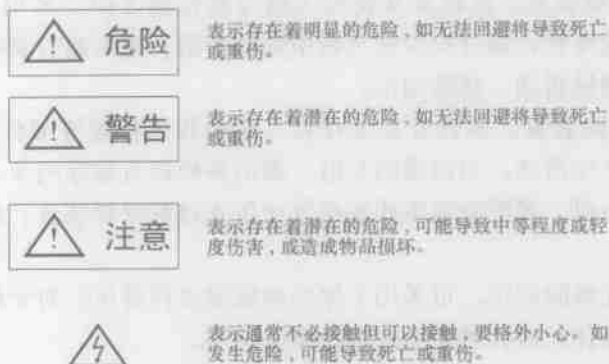 危险
表示存在着明显的危险,如无法回避将导致死亡
或重伤。
警告
表示存在着潜在的危险,如无法回避将导致死亡
或重伤。
注意
表示存在着潜在的危险,可能导致中等程度或轻
度伤害,或造成物品损坏。
表示通常不必接触但可以接触,要格外小心。如
发生危险,可能导致死亡或重伤。